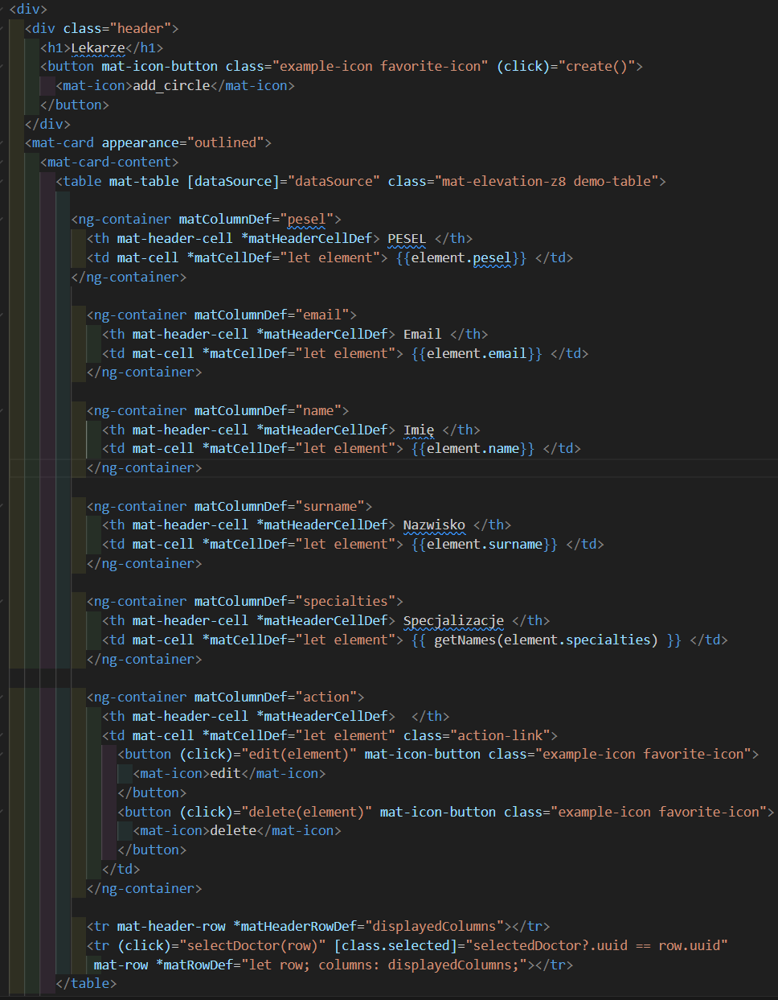 <div>
<div class="header">
<h1>Lekarze</h1>
<button mat-icon-button class="example-icon favorite-icon" (click)="create()">
<mat-icon>add_circle</mat-icon>
</button>
</div>
<mat-card appearance="outlined">
<mat-card-content>
<table mat-table [dataSource]="dataSource" class="mat-elevation-z8 demo-table">
<ng-container matColumnDef="pesel">
<th mat-header-cell *matHeaderCellDef> PESEL </th>
<td mat-cell *matCellDef="let element"> {{element.pesel}} </td>
</ng-container>
<ng-container matColumnDef="email">
<th mat-header-cell *matHeaderCellDef> Email </th>
<td mat-cell *matCellDef="let element"> {{element.email}} </td>
</ng-container>
<ng-container matColumnDef="name">
<th mat-header-cell *matHeaderCellDef> Imię </th>
<td mat-cell *matCellDef="let element"> {{element.name}} </td>
</ng-container>
<ng-container matColumnDef="surname">
<th mat-header-cell *matHeaderCellDef> Nazwisko </th>
<td mat-cell *matCellDef="let element"> {{element.surname}} </td>
</ng-container>
<ng-container matColumnDef="specialties">
<th mat-header-cell *matHeaderCellDef> Specjalizacje </th>
<td mat-cell *matCellDef="let element"> {{ getNames(element.specialties) }} </td>
</ng-container>
<ng-container matColumnDef="action">
<th mat-header-cell *matHeaderCellDef>  </th>
<td mat-cell *matCellDef="let element" class="action-link">
<button (click)="edit(element)" mat-icon-button class="example-icon favorite-icon">
<mat-icon>edit</mat-icon>
</button>
<button (click)="delete(element)" mat-icon-button class="example-icon favorite-icon">
<mat-icon>delete</mat-icon>
</button>
</td>
</ng-container>
<tr mat-header-row *matHeaderRowDef="displayedColumns"></tr>
<tr (click)="selectDoctor(row)" [class.selected]="selectedDoctor?.uuid == row.uuid"
mat-row *matRowDef="let row; columns: displayedColumns;"></tr>
</table>